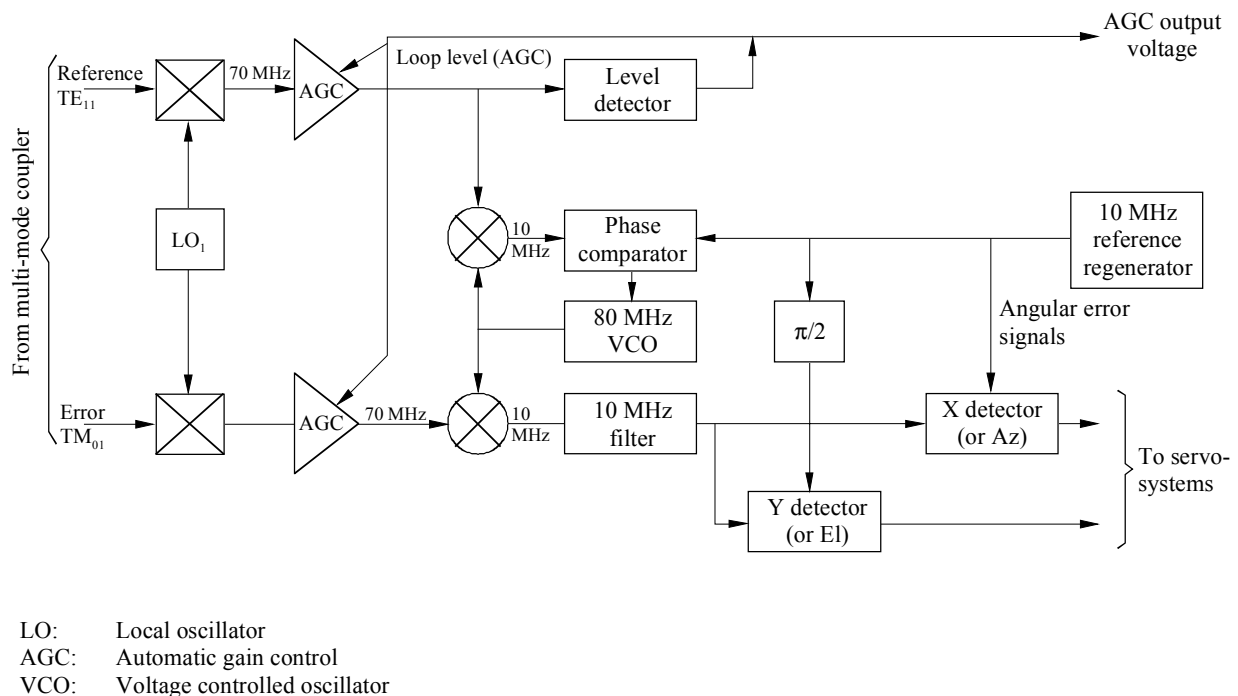 AGC output
voltage
Loop level (AGC)
From multi-mode coupler
Reference
TE₁₁
70 MHz
AGC
Level
detector
LO₁
10
MHz
Phase
comparator
10 MHz
reference
regenerator
80 MHz
VCO
π/2
Angular error
signals
Error
TM₀₁
AGC
70 MHz
10
MHz
10 MHz
filter
X detector
(or Az)
Y detector
(or El)
To servo-
systems
LO: Local oscillator
AGC: Automatic gain control
VCO: Voltage controlled oscillator